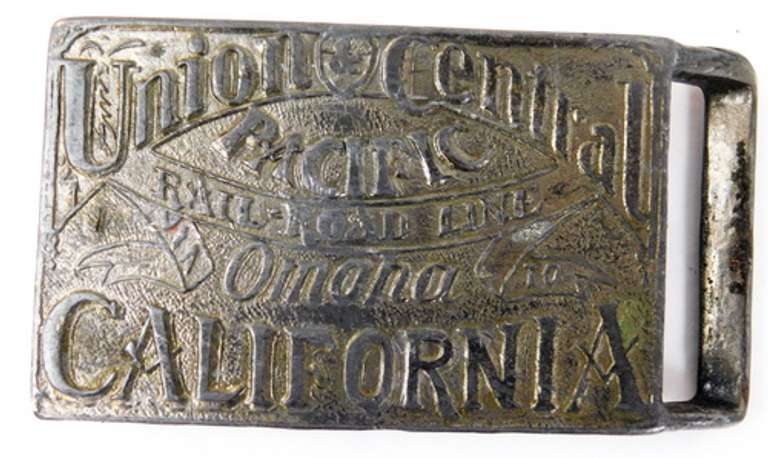 Union Central
PACIFIC
RAIL-ROAD LINE
Omaha TO
CALIFORNIA